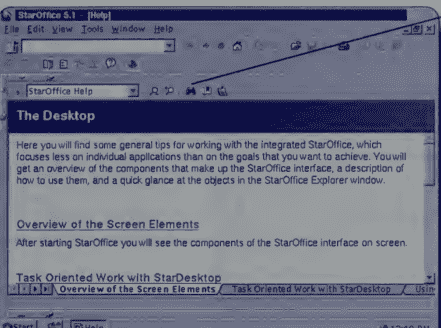 StarOffice 5.1 - [Help]
File Edit View Tools Window Help
StarOffice Help
The Desktop
Here you will find some general tips for working with the integrated StarOffice, which
focuses less on individual applications than on the goals that you want to achieve. You will
get an overview of the components that make up the StarOffice interface, a description of
how to use them, and a quick glance at the objects in the StarOffice Explorer window.
Overview of the Screen Elements
After starting StarOffice you will see the components of the StarOffice interface on screen.
Task Oriented Work with StarDesktop
Overview of the Screen Elements Task Oriented Work with StarDesktop Usin
Start Help